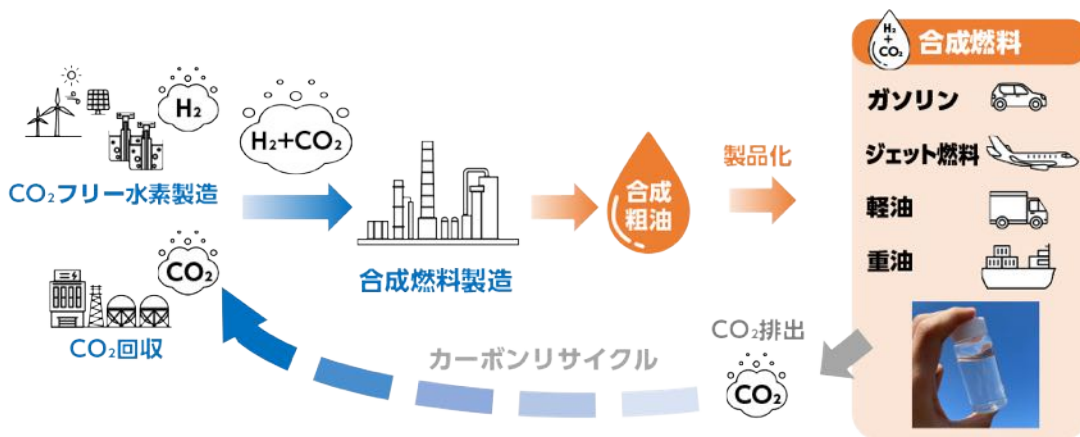 H₂
CO₂フリー水素製造
H₂+CO₂
CO₂
CO₂回収
合成燃料製造
合成
粗油
製品化
H₂
+
CO₂
合成燃料
ガソリン
ジェット燃料
軽油
重油
CO₂排出
CO₂
カーボンリサイクル